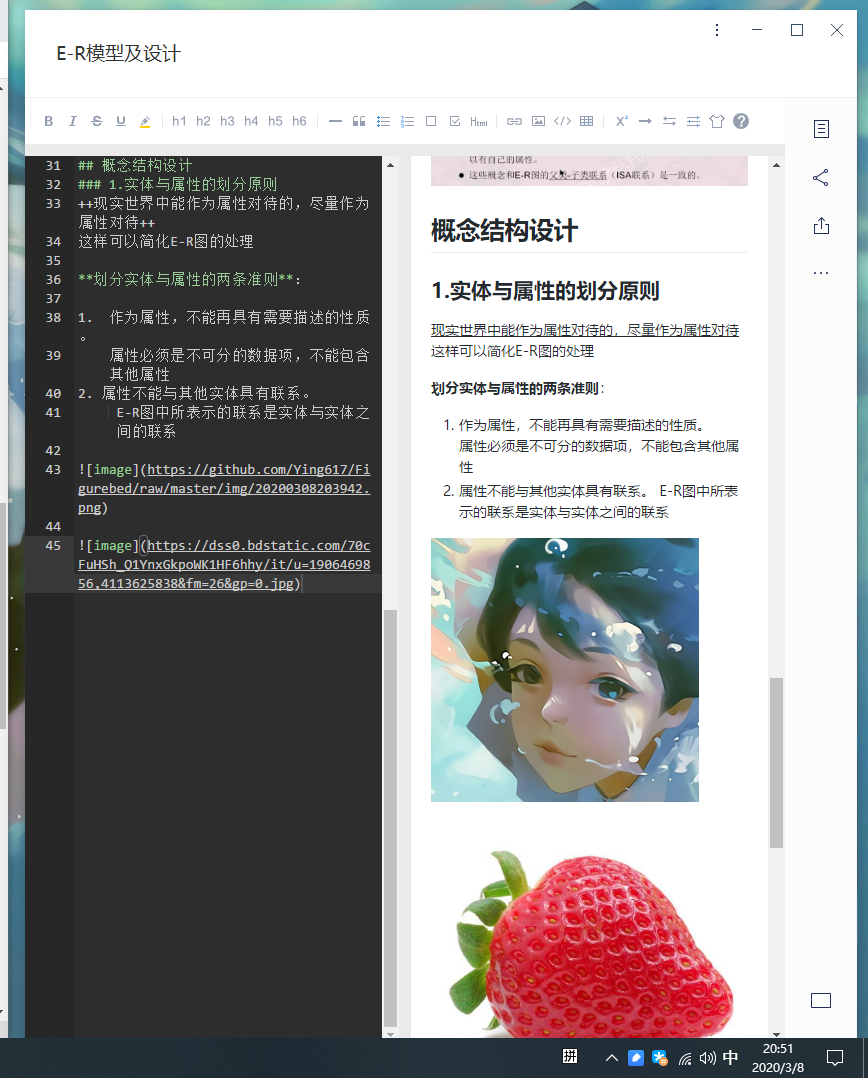 E-R模型及设计
B I S U h1 h2 h3 h4 h5 h6 Html X²
31 ## 概念结构设计
32 ### 1.实体与属性的划分原则
33 ++现实世界中能作为属性对待的，尽量作为
属性对待++
34 这样可以简化E-R图的处理
35
36 **划分实体与属性的两条准则**：
37
38 1. 作为属性，不能再具有需要描述的性质
。
39 属性必须是不可分的数据项，不能包含
其他属性
40 2. 属性不能与其他实体具有联系。
41 E-R图中所表示的联系是实体与实体之
间的联系
42
43 ![image](https://github.com/Ying617/Fi
gurebed/raw/master/img/20200308203942.
png)
44
45 ![image](https://dss0.bdstatic.com/70c
FuHSh_Q1YnxGkpoWK1HF6hhy/it/u=19064698
56,4113625838&fm=26&gp=0.jpg)
以有自己的属性。
● 这些概念和E-R图的父类-子类联系（ISA联系）是一致的。
概念结构设计
1.实体与属性的划分原则
现实世界中能作为属性对待的，尽量作为属性对待
这样可以简化E-R图的处理
划分实体与属性的两条准则：
1. 作为属性，不能再具有需要描述的性质。
属性必须是不可分的数据项，不能包含其他属
性
2. 属性不能与其他实体具有联系。 E-R图中所表
示的联系是实体与实体之间的联系
拼
中
20:51
2020/3/8